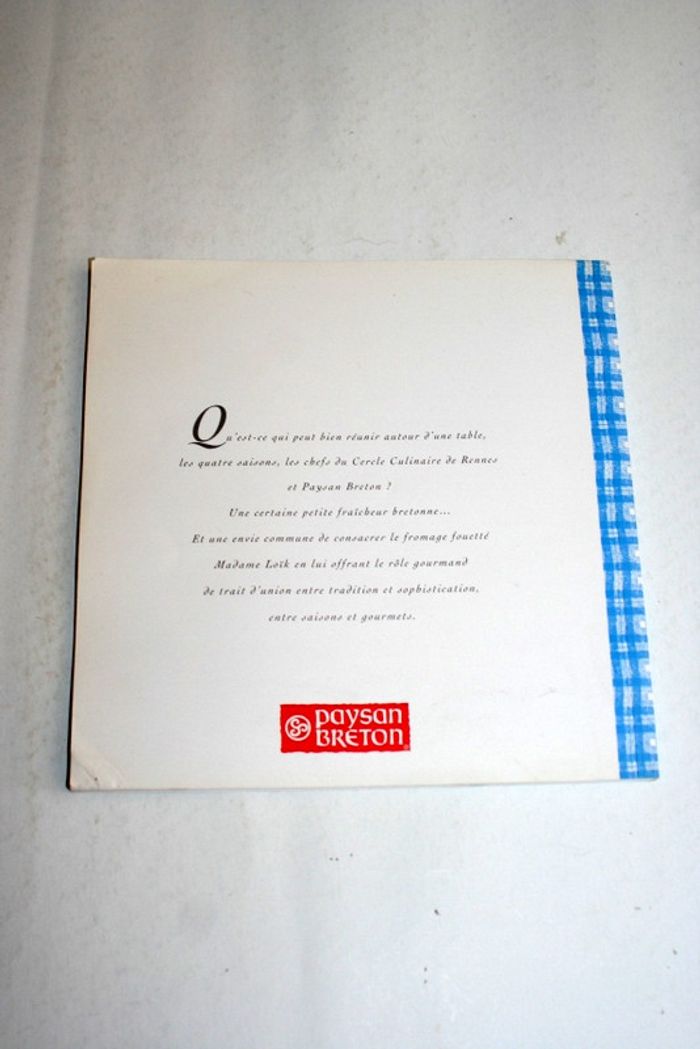 Qu'est-ce qui peut bien réunir autour d'une table,
les quatre saisons, les chefs du Cercle Culinaire de Rennes
et Paysan Breton ?
Une certaine petite fraîcheur bretonne...
Et une envie commune de consacrer le fromage fouetté
Madame Loïk en lui offrant le rôle gourmand
de trait d'union entre tradition et sophistication,
entre saisons et gourmets.
paysan
BRETON